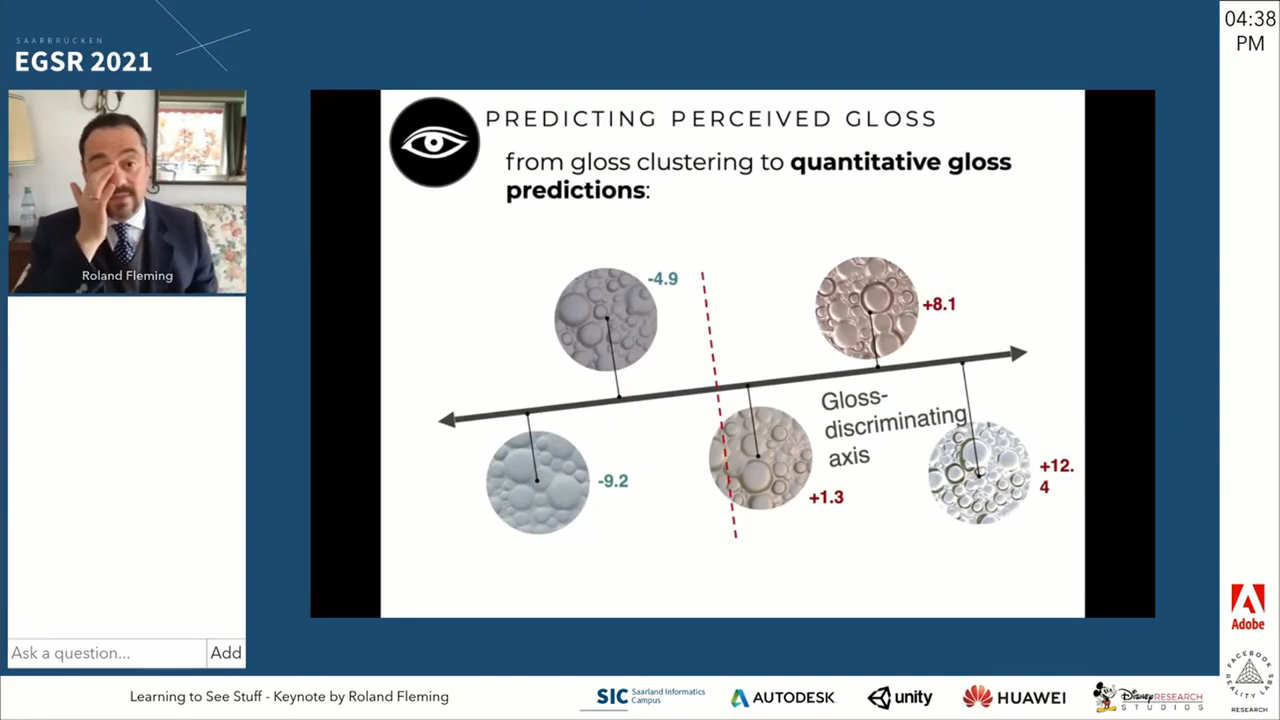 SAARBRÜCKEN
EGSR 2021
Roland Fleming
Ask a question...
Add
PREDICTING PERCEIVED GLOSS
from gloss clustering to quantitative gloss
predictions:
-4.9
+8.1
Gloss-
discriminating
axis
-9.2
+1.3
+12.
4
04:38
PM
Adobe
FACEBOOK
REALITY LABS
RESEARCH
Learning to See Stuff - Keynote by Roland Fleming
SIC Saarland Informatics
Campus
AUTODESK
unity
HUAWEI
Disney RESEARCH
STUDIOS